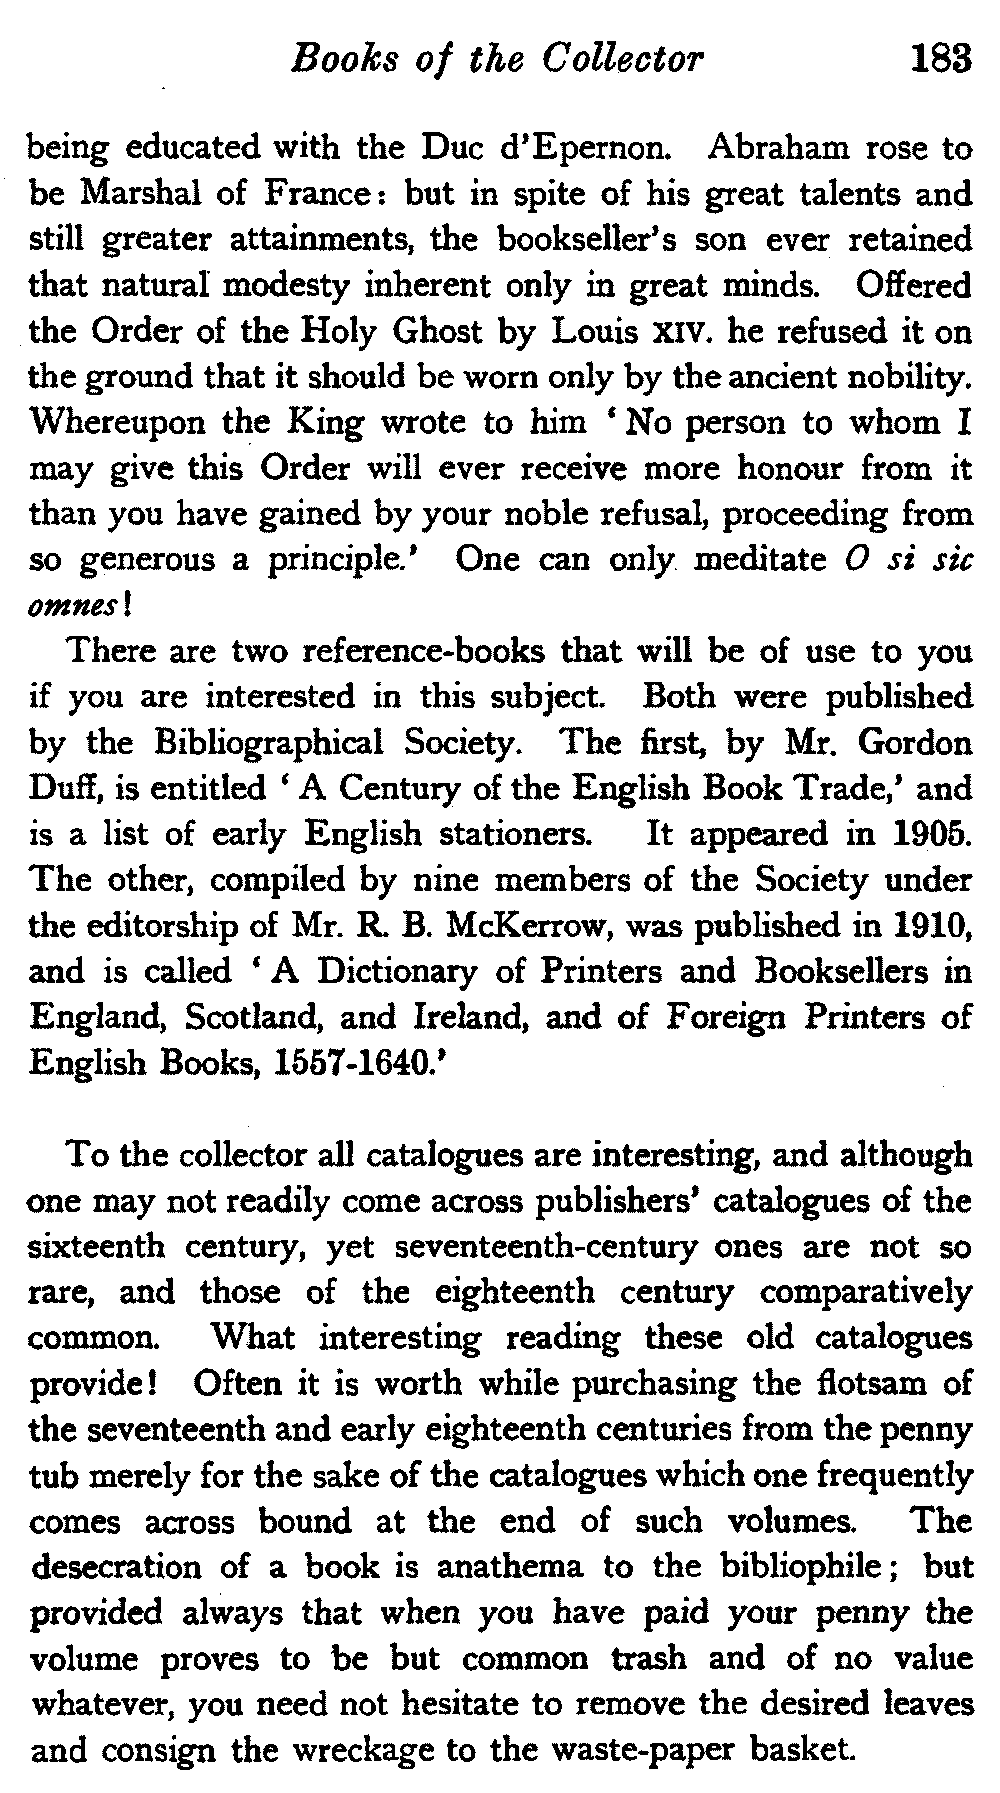 Books of the Collector 183
being educated with the Duc d'Epernon. Abraham rose to
be Marshal of France: but in spite of his great talents and
still greater attainments, the bookseller's son ever retained
that natural modesty inherent only in great minds. Offered
the Order of the Holy Ghost by Louis XIV. he refused it on
the ground that it should be worn only by the ancient nobility.
Whereupon the King wrote to him ‘ No person to whom I
may give this Order will ever receive more honour from it
than you have gained by your noble refusal, proceeding from
so generous a principle.’ One can only meditate O si sic
omnes!
There are two reference-books that will be of use to you
if you are interested in this subject. Both were published
by the Bibliographical Society. The first, by Mr. Gordon
Duff, is entitled ‘ A Century of the English Book Trade,’ and
is a list of early English stationers. It appeared in 1905.
The other, compiled by nine members of the Society under
the editorship of Mr. R. B. McKerrow, was published in 1910,
and is called ‘ A Dictionary of Printers and Booksellers in
England, Scotland, and Ireland, and of Foreign Printers of
English Books, 1557-1640.’
To the collector all catalogues are interesting, and although
one may not readily come across publishers' catalogues of the
sixteenth century, yet seventeenth-century ones are not so
rare, and those of the eighteenth century comparatively
common. What interesting reading these old catalogues
provide! Often it is worth while purchasing the flotsam of
the seventeenth and early eighteenth centuries from the penny
tub merely for the sake of the catalogues which one frequently
comes across bound at the end of such volumes. The
desecration of a book is anathema to the bibliophile; but
provided always that when you have paid your penny the
volume proves to be but common trash and of no value
whatever, you need not hesitate to remove the desired leaves
and consign the wreckage to the waste-paper basket.